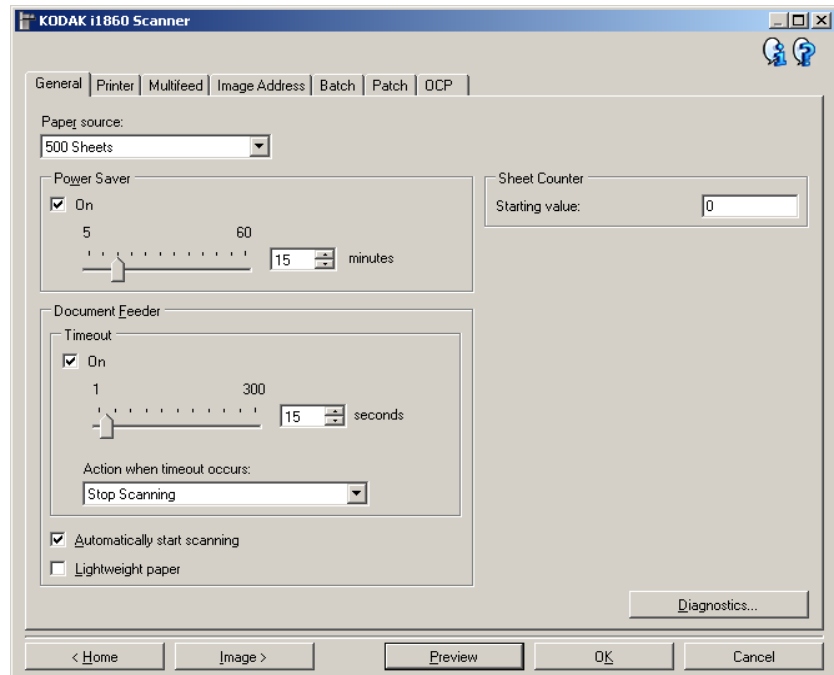 KODAK i1860 Scanner
General Printer Multifeed Image Address Batch Patch OCP
Paper source:
500 Sheets
Power Saver
On
5 60
15 minutes
Sheet Counter
Starting value: 0
Document Feeder
Timeout
On
1 300
15 seconds
Action when timeout occurs:
Stop Scanning
Automatically start scanning
Lightweight paper
Diagnostics...
< Home Image > Preview OK Cancel